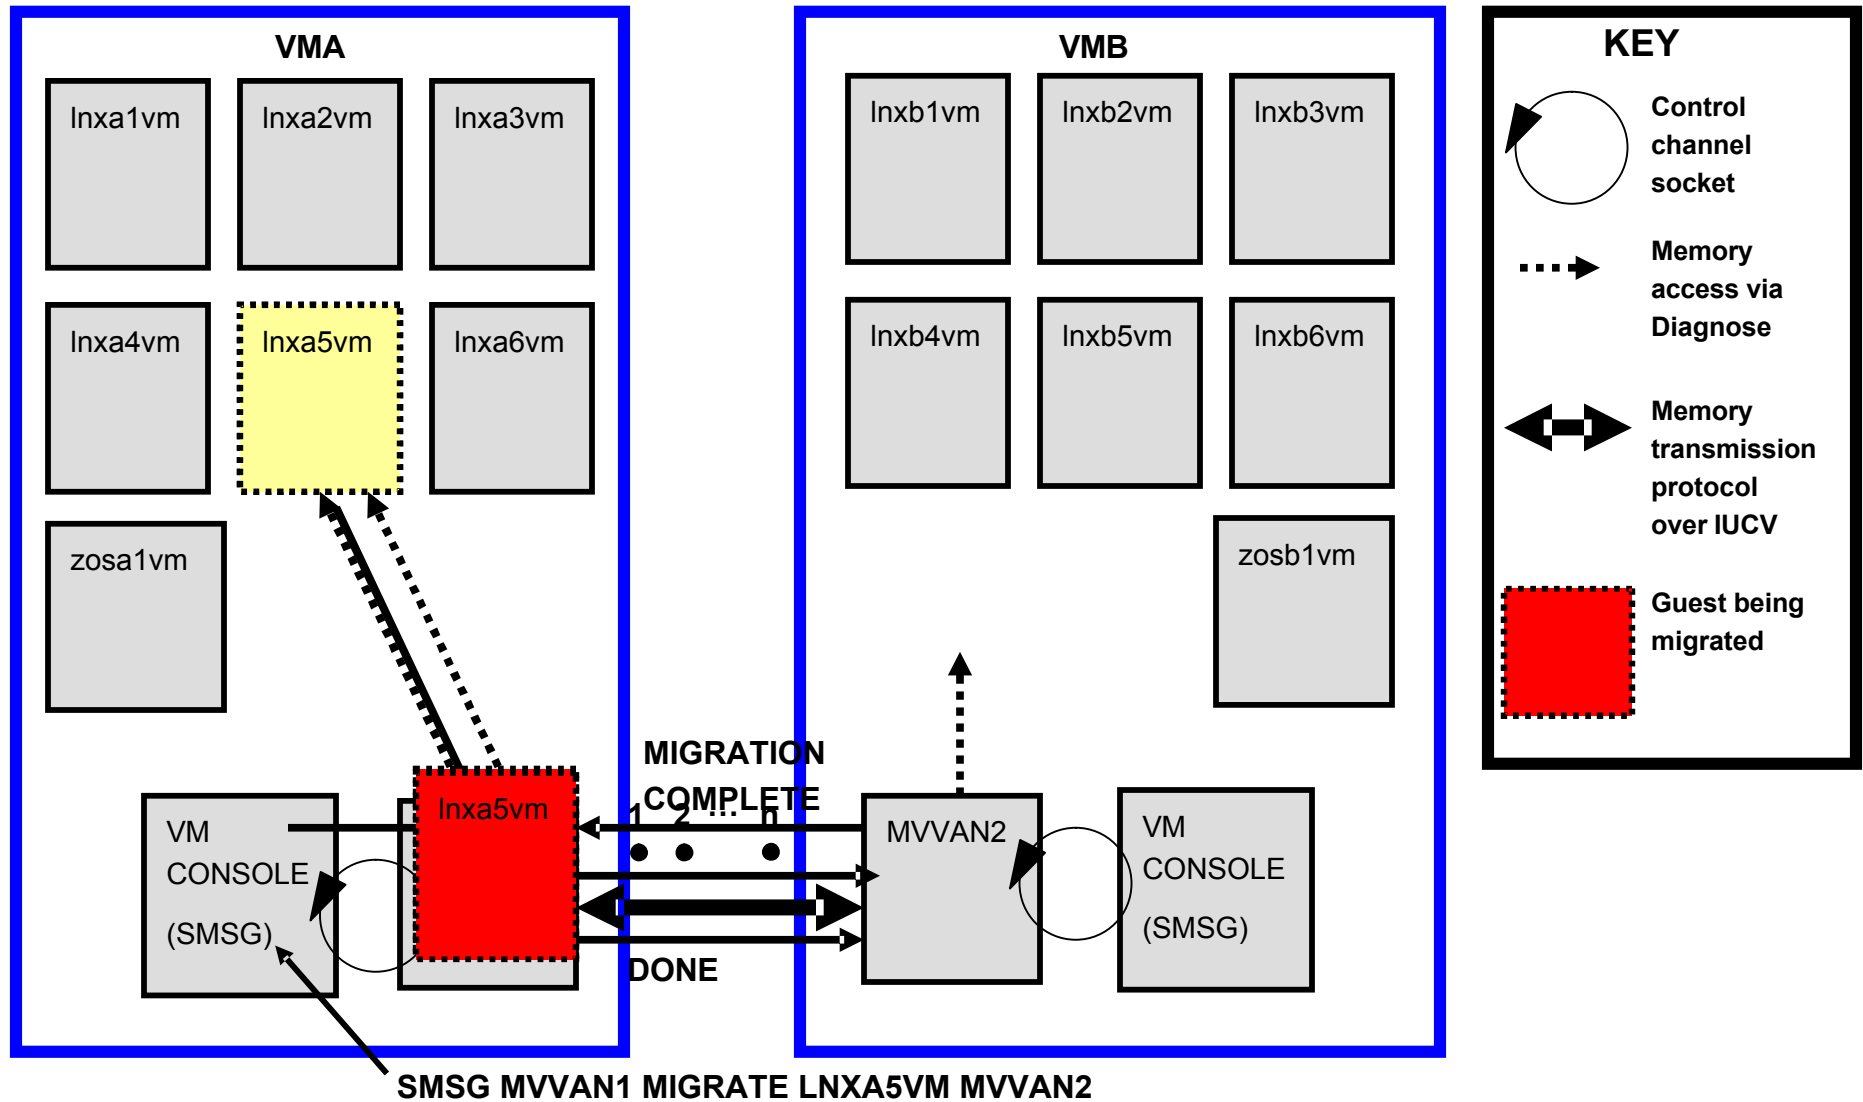 VMA
lnxa1vm
lnxa2vm
lnxa3vm
lnxa4vm
lnxa5vm
lnxa6vm
zosa1vm
VM
CONSOLE
(SMSG)
lnxa5vm
MIGRATION
COMPLETE
1 2 ... n
DONE
SMSG MVVAN1 MIGRATE LNXA5VM MVVAN2
VMB
lnxb1vm
lnxb2vm
lnxb3vm
lnxb4vm
lnxb5vm
lnxb6vm
zosb1vm
MVVAN2
VM
CONSOLE
(SMSG)
KEY
Control
channel
socket
Memory
access via
Diagnose
Memory
transmission
protocol
over IUCV
Guest being
migrated